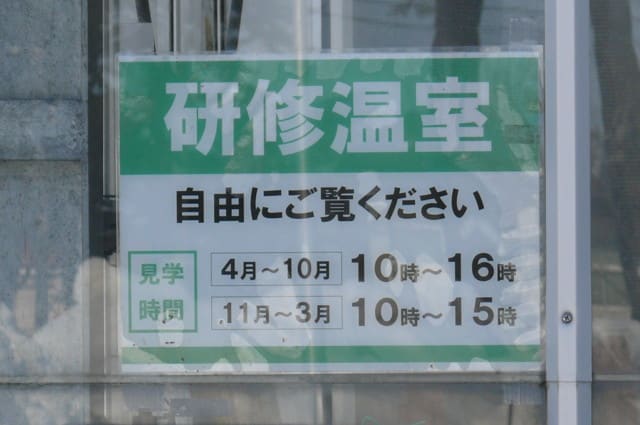 研修温室
自由にご覧ください
見学時間
4月～10月 10時～16時
11月～3月 10時～15時